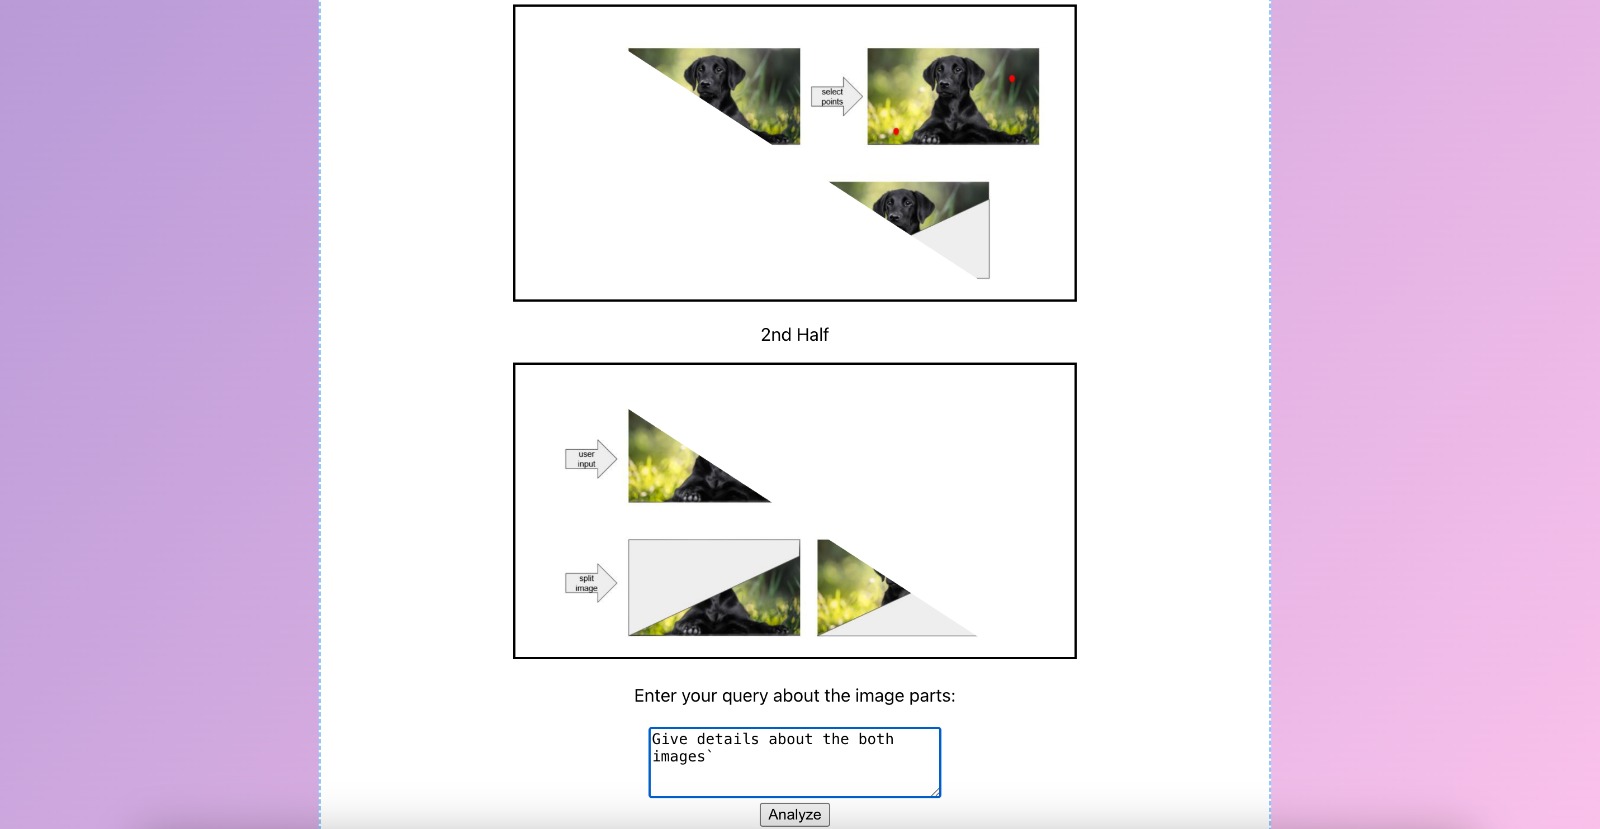 select
points
2nd Half
user
input
split
image
Enter your query about the image parts:
Give details about the both
images`
Analyze